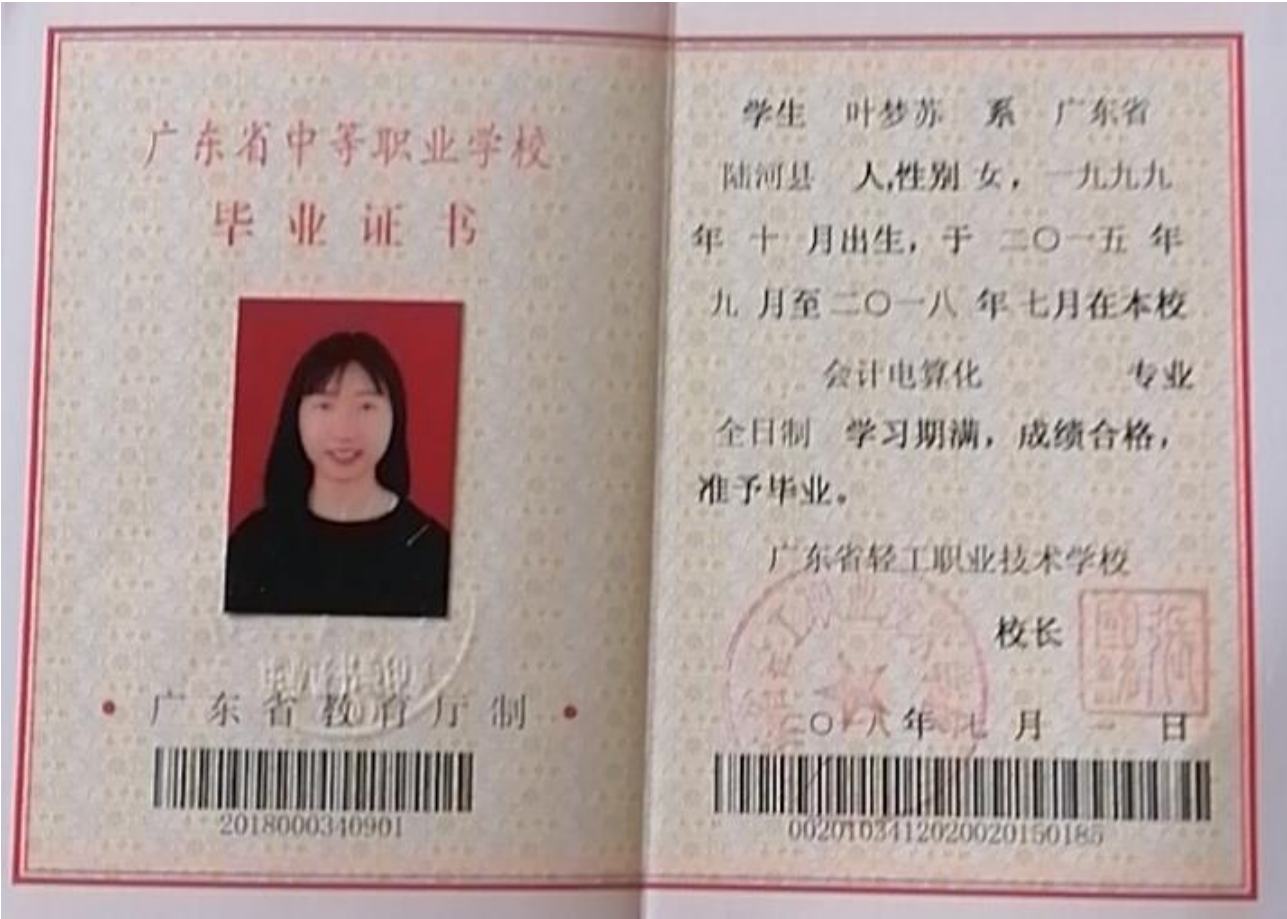 广东省中等职业学校
毕业证书
广东省教育厅制
2018000340901
学生 叶梦苏 系 广东省
陆河县 人,性别 女，一九九九
年 十 月出生，于 二〇一五 年
九 月至二〇一八 年 七月在本校
会计电算化 专业
全日制 学习期满，成绩合格，
准予毕业。
广东省轻工职业技术学校
校长
二〇一八年 七 月 一 日
0020103412020020150185